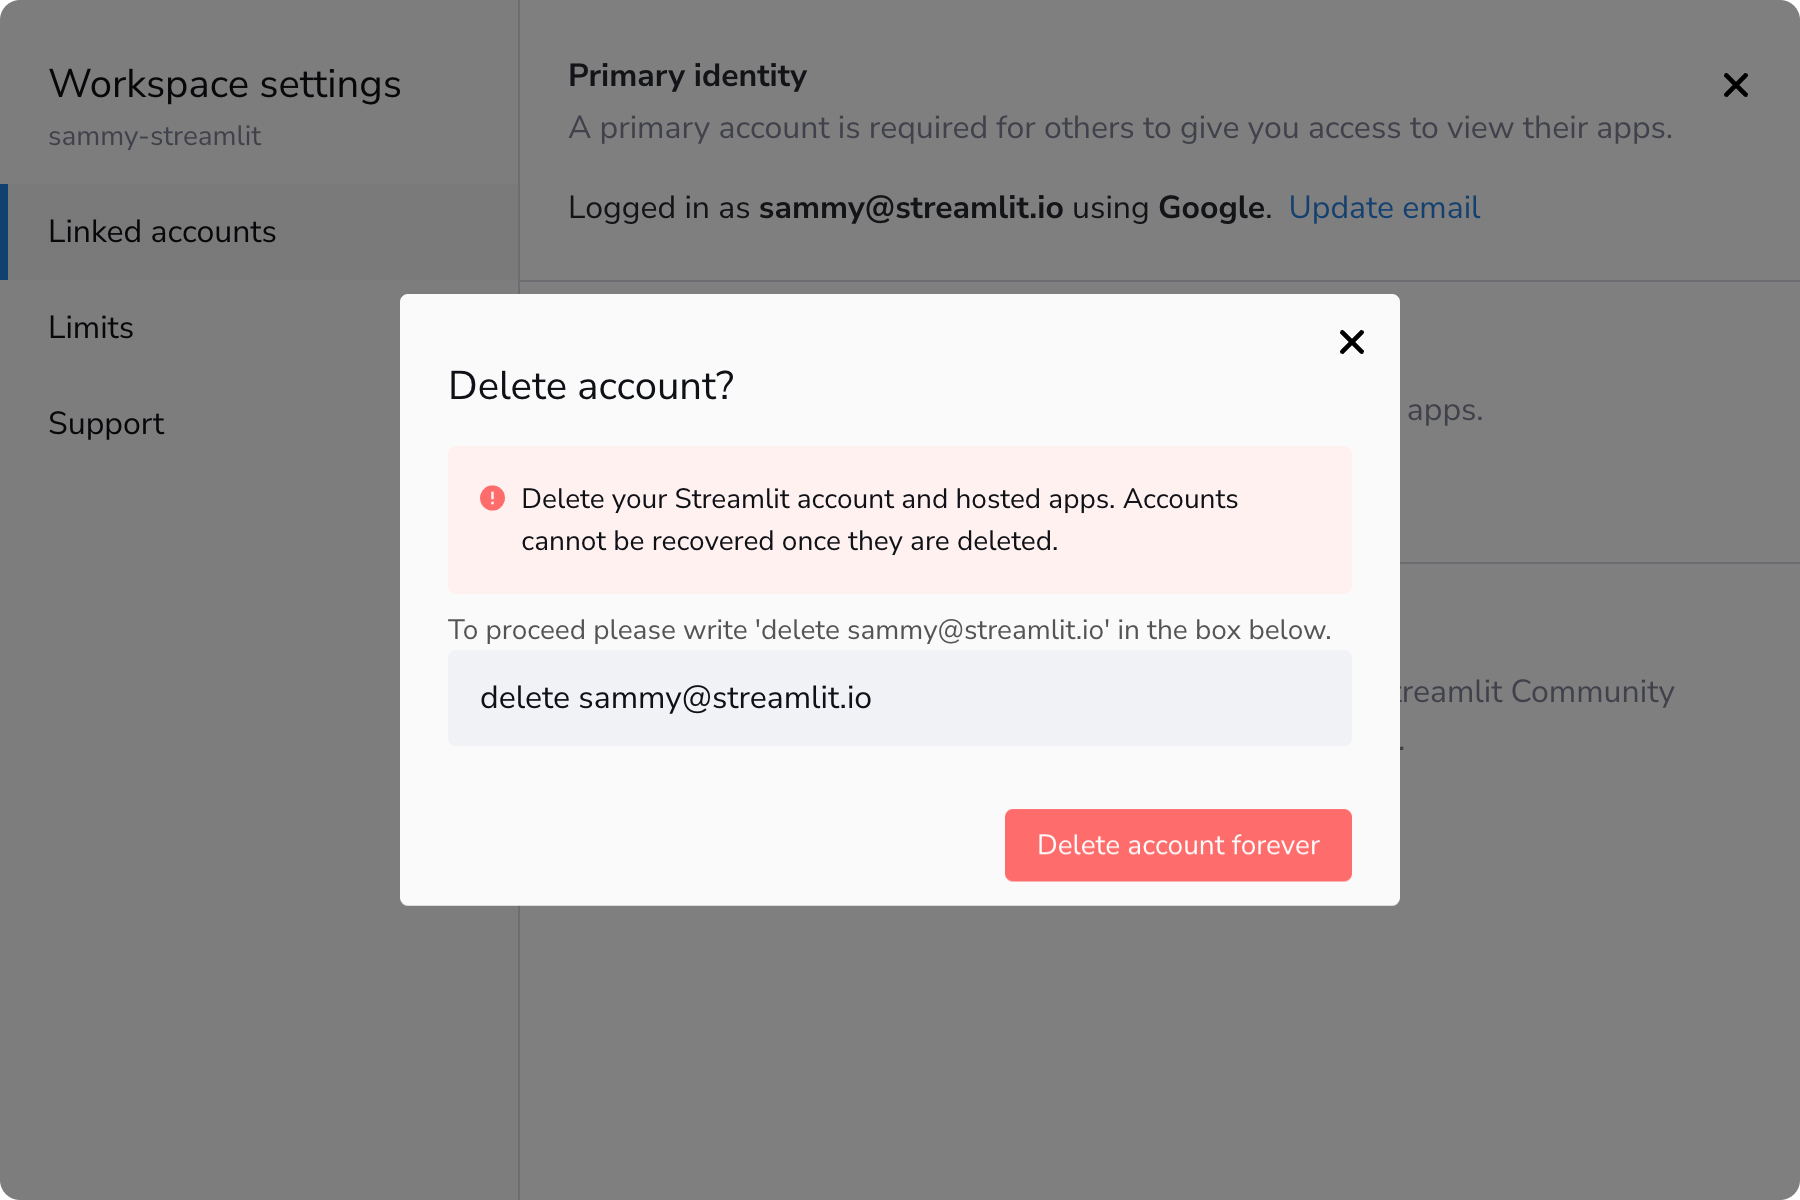 Workspace settings
sammy-streamlit
Linked accounts
Limits
Support
Primary identity
A primary account is required for others to give you access to view their apps.
Logged in as sammy@streamlit.io using Google. Update email
apps.
Delete account?
Delete your Streamlit account and hosted apps. Accounts
cannot be recovered once they are deleted.
To proceed please write 'delete sammy@streamlit.io' in the box below.
delete sammy@streamlit.io
Delete account forever
Community